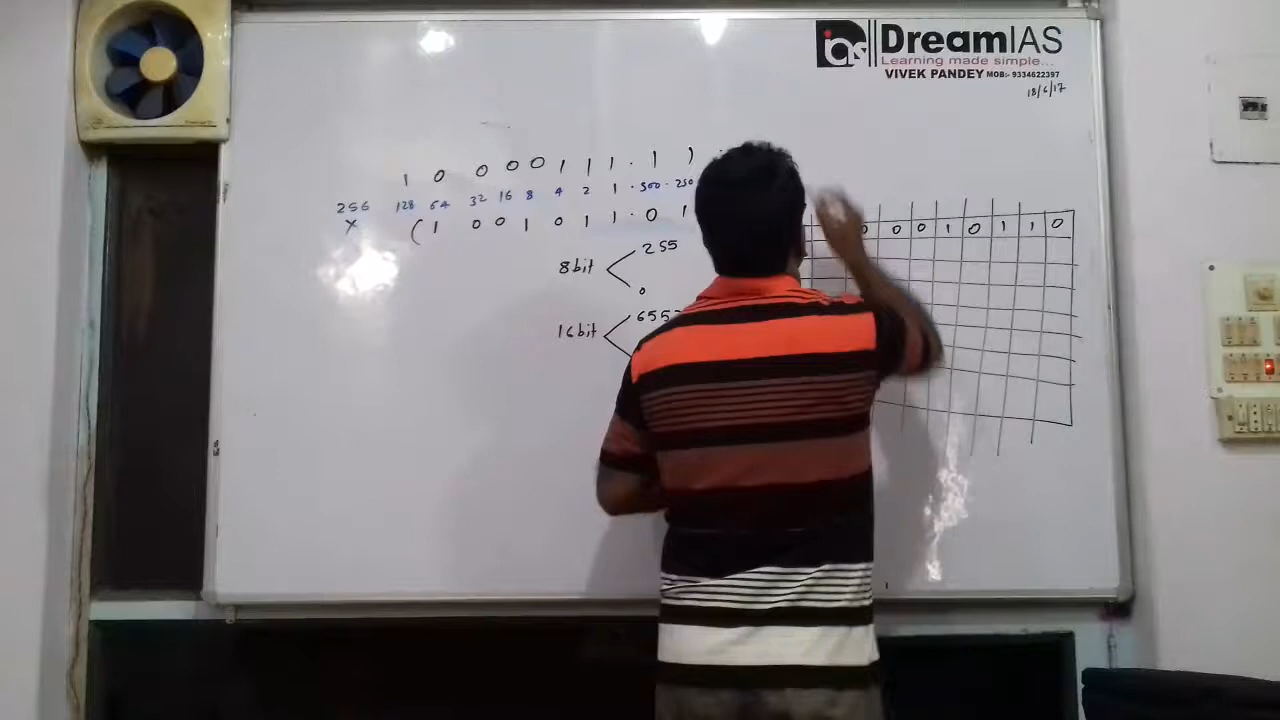 ias DreamIAS
Learning made simple...
VIVEK PANDEY MOB:- 9334622397
18/6/17
1 0 0 0 0 1 1 1 . 1 1
256 128 64 32 16 8 4 2 1 .500 .250
X (1 0 0 1 0 1 1 . 0 1
0 0 0 1 0 1 1 0
8bit 255
0
16bit